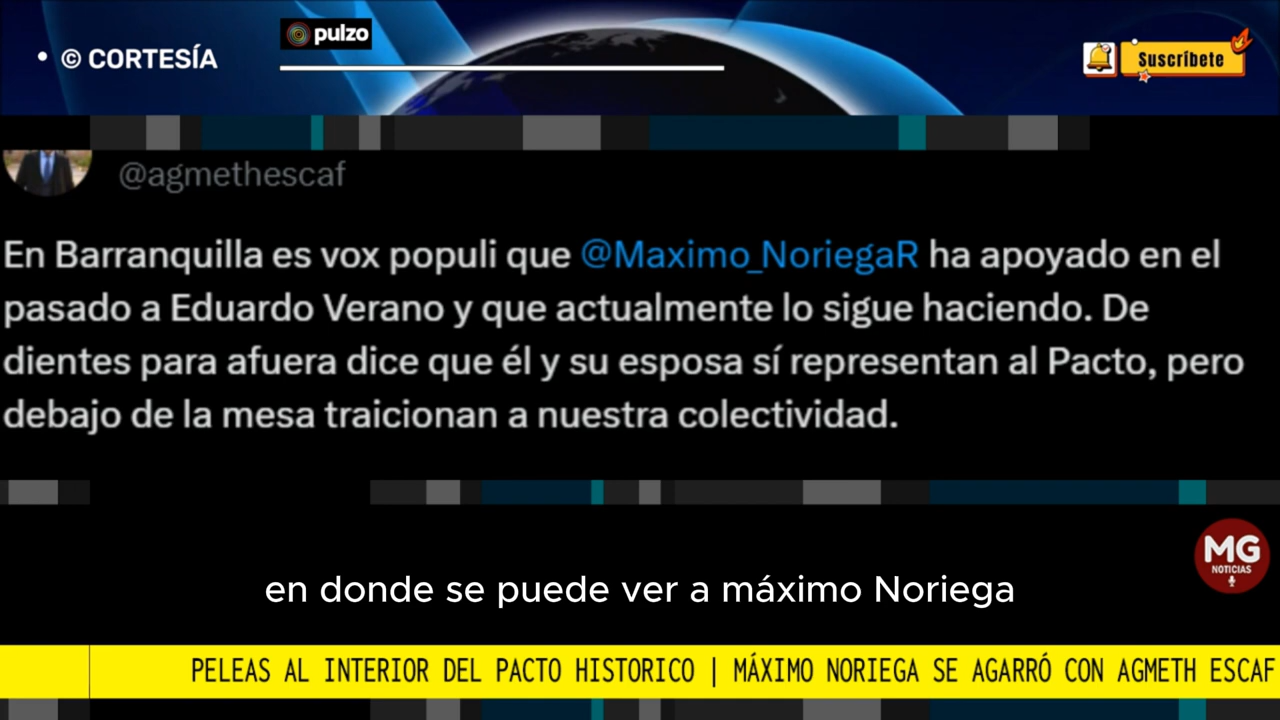 • © CORTESÍA
pulzo
Suscríbete
@agmethescaf
En Barranquilla es vox populi que @Maximo_NoriegaR ha apoyado en el
pasado a Eduardo Verano y que actualmente lo sigue haciendo. De
dientes para afuera dice que él y su esposa sí representan al Pacto, pero
debajo de la mesa traicionan a nuestra colectividad.
MG
NOTICIAS
en donde se puede ver a máximo Noriega
PELEAS AL INTERIOR DEL PACTO HISTORICO | MÁXIMO NORIEGA SE AGARRÓ CON AGMETH ESCAF